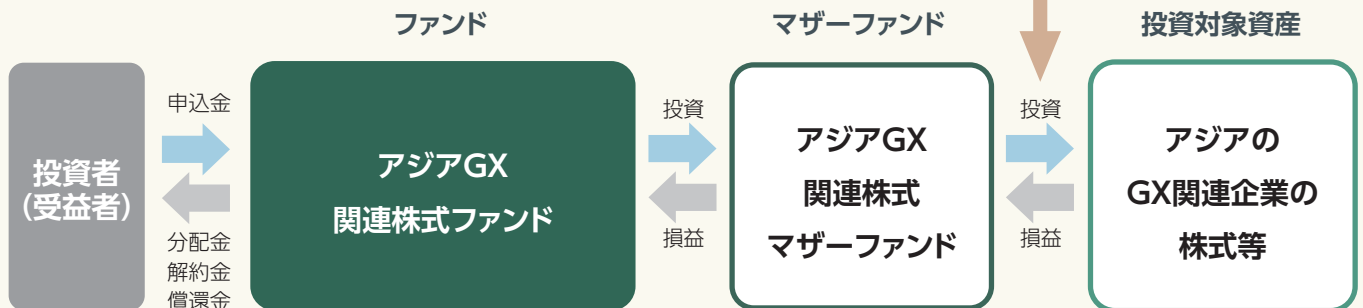 ファンド
マザーファンド
投資対象資産
投資者
（受益者）
申込金
分配金
解約金
償還金
アジアGX
関連株式ファンド
投資
損益
アジアGX
関連株式
マザーファンド
投資
損益
アジアの
GX関連企業の
株式等